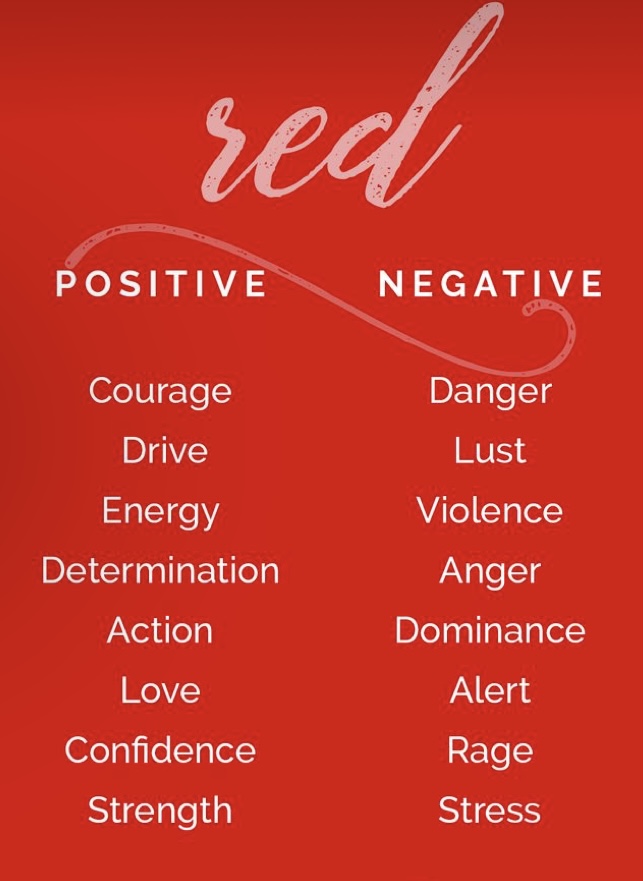 red
POSITIVE NEGATIVE
Courage Danger
Drive Lust
Energy Violence
Determination Anger
Action Dominance
Love Alert
Confidence Rage
Strength Stress